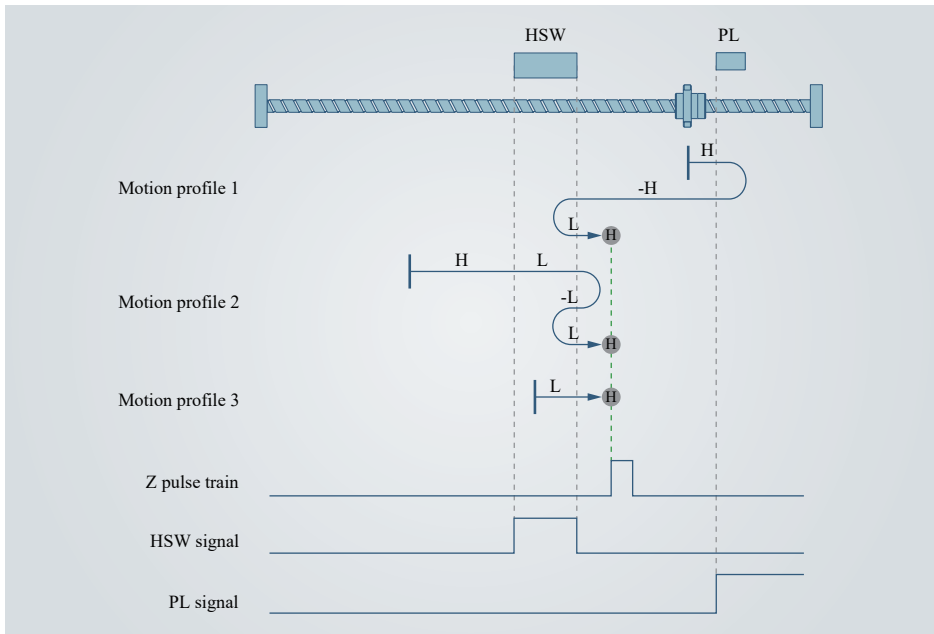 HSW PL
H
Motion profile 1 -H
L H
H L
Motion profile 2 -L
L H
Motion profile 3 L H
Z pulse train
HSW signal
PL signal